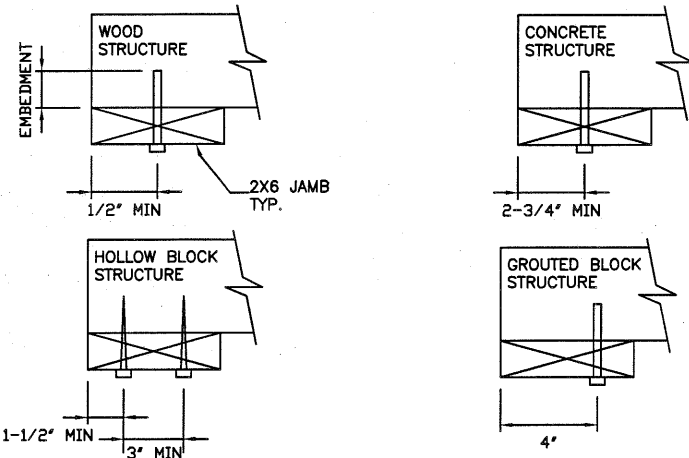 WOOD
STRUCTURE
EMBEDMENT
1/2" MIN
2X6 JAMB
TYP.
CONCRETE
STRUCTURE
2-3/4" MIN
HOLLOW BLOCK
STRUCTURE
1-1/2" MIN
3" MIN
GROUTED BLOCK
STRUCTURE
4"